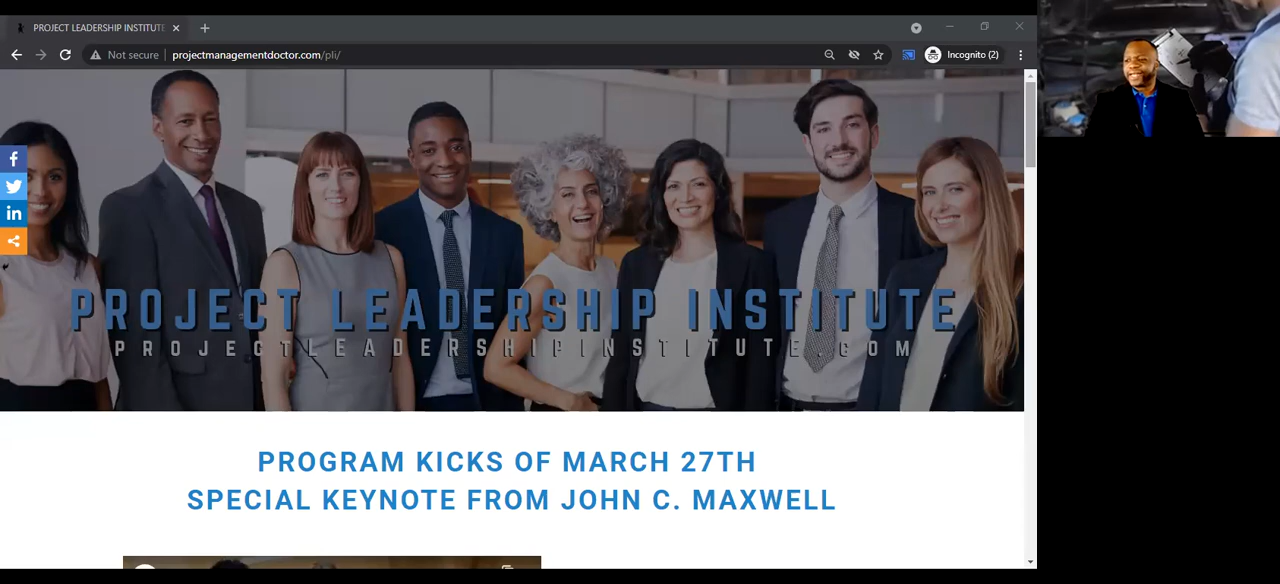 PROJECT LEADERSHIP INSTITUTE
Not secure
projectmanagementdoctor.com/pli/
Incognito (2)
PROJECT LEADERSHIP INSTITUTE
PROJECTLEADERSHIPINSTITUTE.COM
PROGRAM KICKS OF MARCH 27TH
SPECIAL KEYNOTE FROM JOHN C. MAXWELL